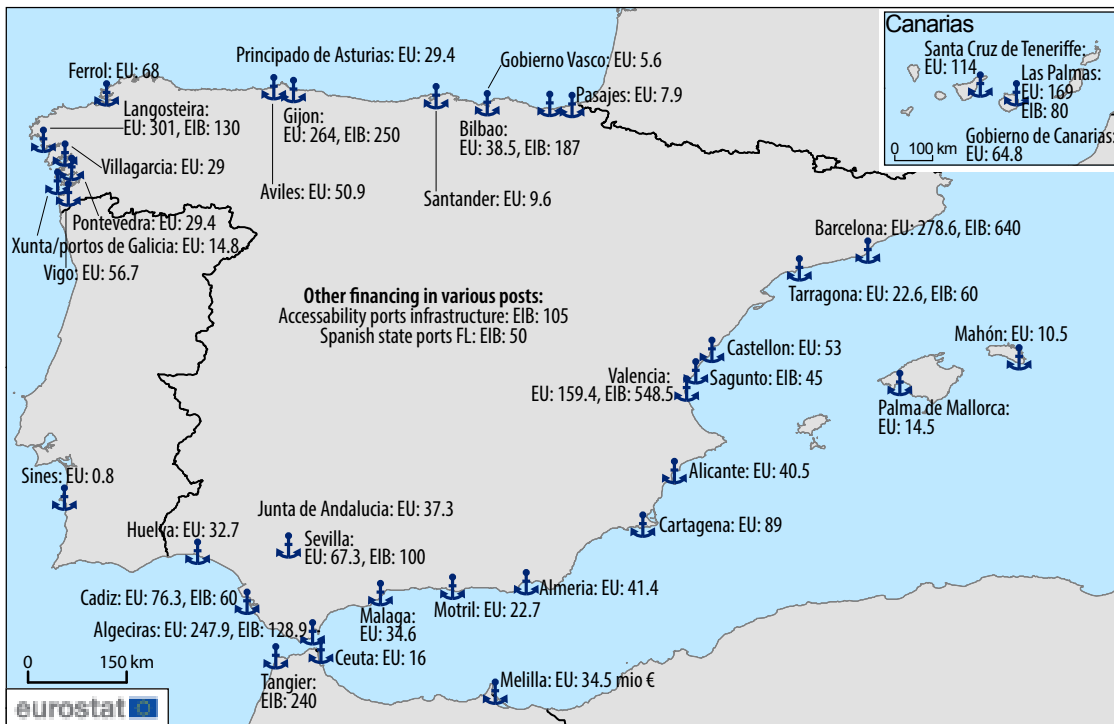 Canarias
Santa Cruz de Teneriffe:
EU: 114
Las Palmas:
EU: 169
EIB: 80
Gobierno de Canarias:
EU: 64.8
0 100 km
Principado de Asturias: EU: 29.4
Gobierno Vasco: EU: 5.6
Ferrol: EU: 68
Pasajes: EU: 7.9
Langosteira:
EU: 301, EIB: 130
Gijon:
EU: 264, EIB: 250
Bilbao:
EU: 38.5, EIB: 187
Villagarcia: EU: 29
Aviles: EU: 50.9
Santander: EU: 9.6
Pontevedra: EU: 29.4
Xunta/portos de Galicia: EU: 14.8
Vigo: EU: 56.7
Barcelona: EU: 278.6, EIB: 640
Tarragona: EU: 22.6, EIB: 60
Other financing in various posts:
Accessability ports infrastructure: EIB: 105
Spanish state ports FL: EIB: 50
Mahón: EU: 10.5
Castellon: EU: 53
Sagunto: EIB: 45
Valencia:
EU: 159.4, EIB: 548.5
Palma de Mallorca:
EU: 14.5
Sines: EU: 0.8
Alicante: EU: 40.5
Junta de Andalucia: EU: 37.3
Huelva: EU: 32.7
Sevilla:
EU: 67.3, EIB: 100
Cartagena: EU: 89
Cadiz: EU: 76.3, EIB: 60
Almeria: EU: 41.4
Motril: EU: 22.7
Malaga:
EU: 34.6
Algeciras: EU: 247.9, EIB: 128.9
Ceuta: EU: 16
Tangier:
EIB: 240
Melilla: EU: 34.5 mio €
0 150 km
eurostat